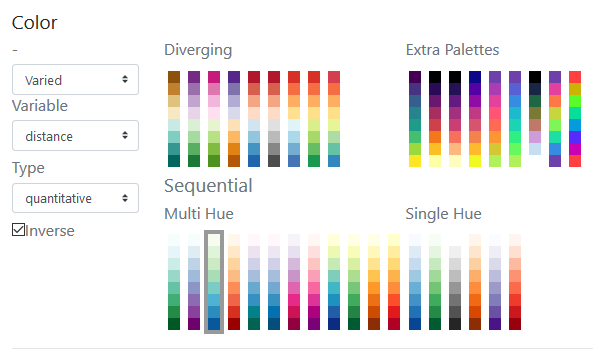 Color
-
Varied
Variable
distance
Type
quantitative
Inverse
Diverging
Extra Palettes
Sequential
Multi Hue
Single Hue